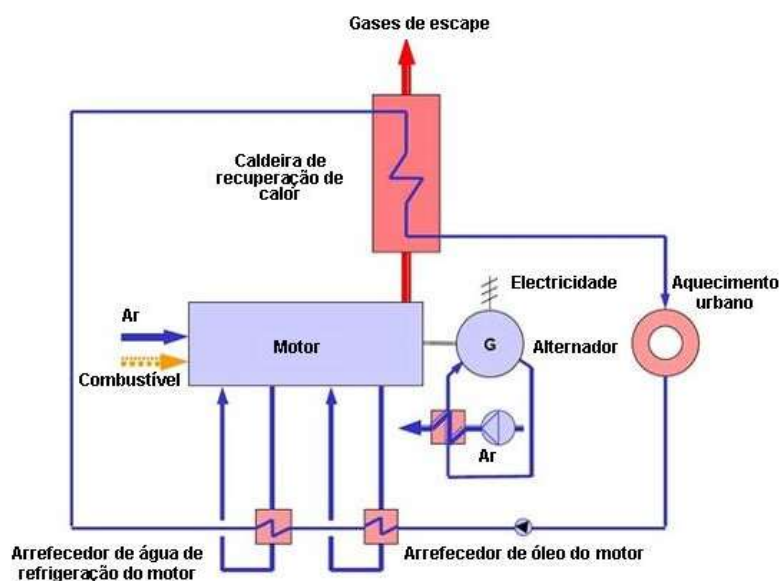 Gases de escape
Caldeira de
recuperação de
calor
Electricidade
Aquecimento
urbano
Ar
Motor
G
Alternador
Combustível
Ar
Arrefecedor de água de
refrigeração do motor
Arrefecedor de óleo do motor